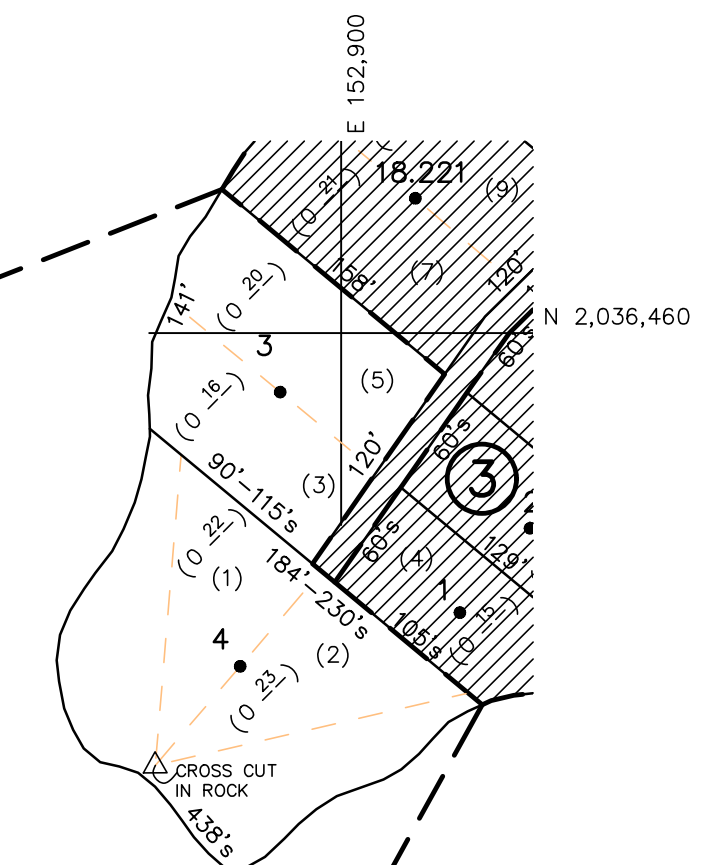 E 152,900
18.221
(9)
(0 21)
(7)
120'
158'
(0 20)
141'
N 2,036,460
3
60's
(5)
(0 16)
60's
120'
90'–115's
(3)
3
(0 22)
129'
60's
(4)
184'–230's
(1)
1
(0 15)
105's
4
(2)
(0 23)
CROSS CUT
IN ROCK
438's